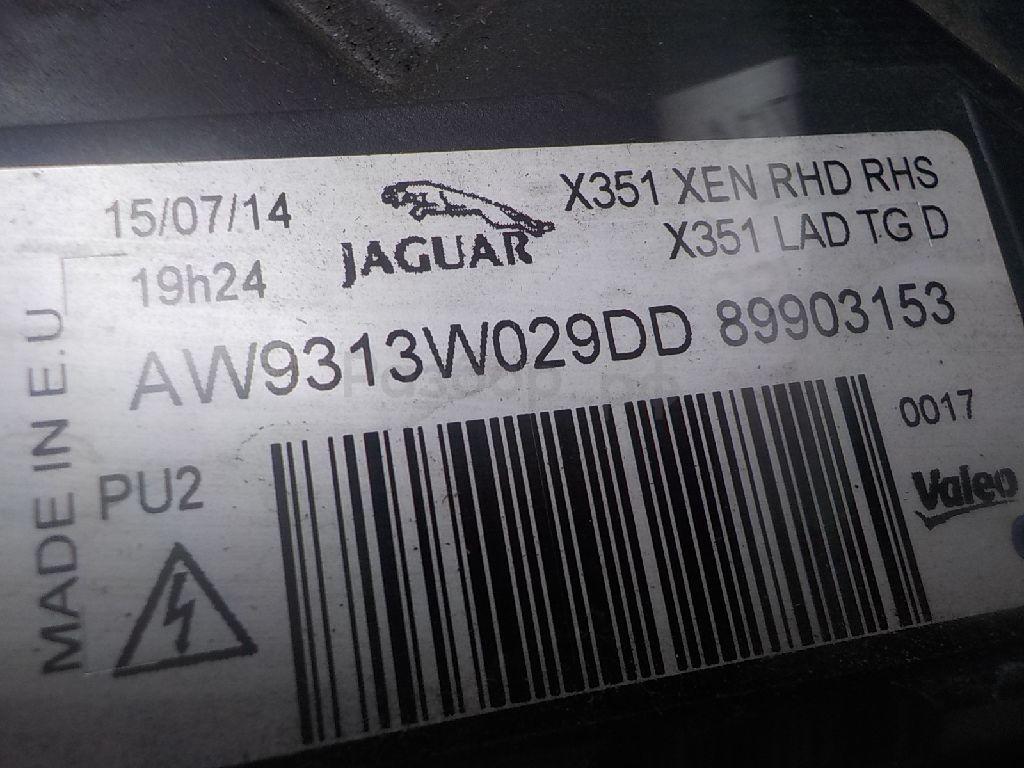 15/07/14
19h24
JAGUAR
X351 XEN RHD RHS
X351 LAD TG D
AW9313W029DD 89903153
0017
Valeo
PU2
MADE IN E.U